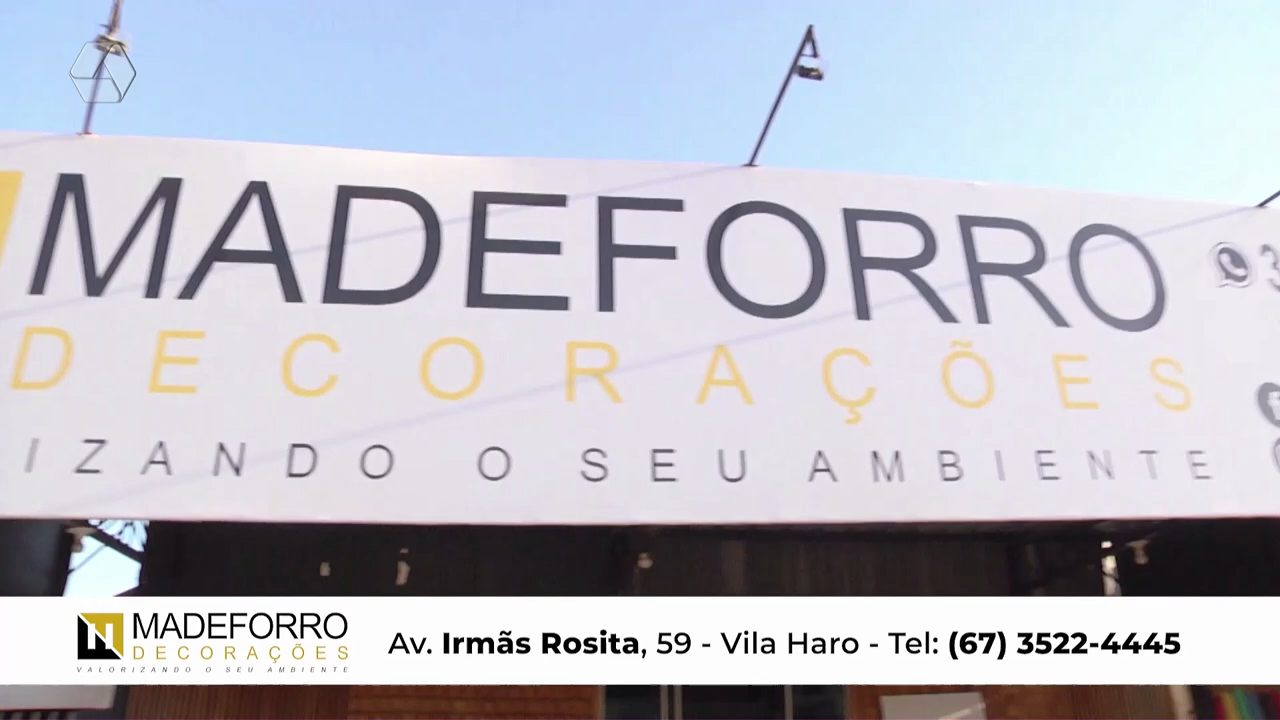 MADEFORRO
DECORAÇÕES
IZANDO O SEU AMBIENTE
MADEFORRO
DECORAÇÕES
VALORIZANDO O SEU AMBIENTE
Av. Irmãs Rosita, 59 - Vila Haro - Tel: (67) 3522-4445